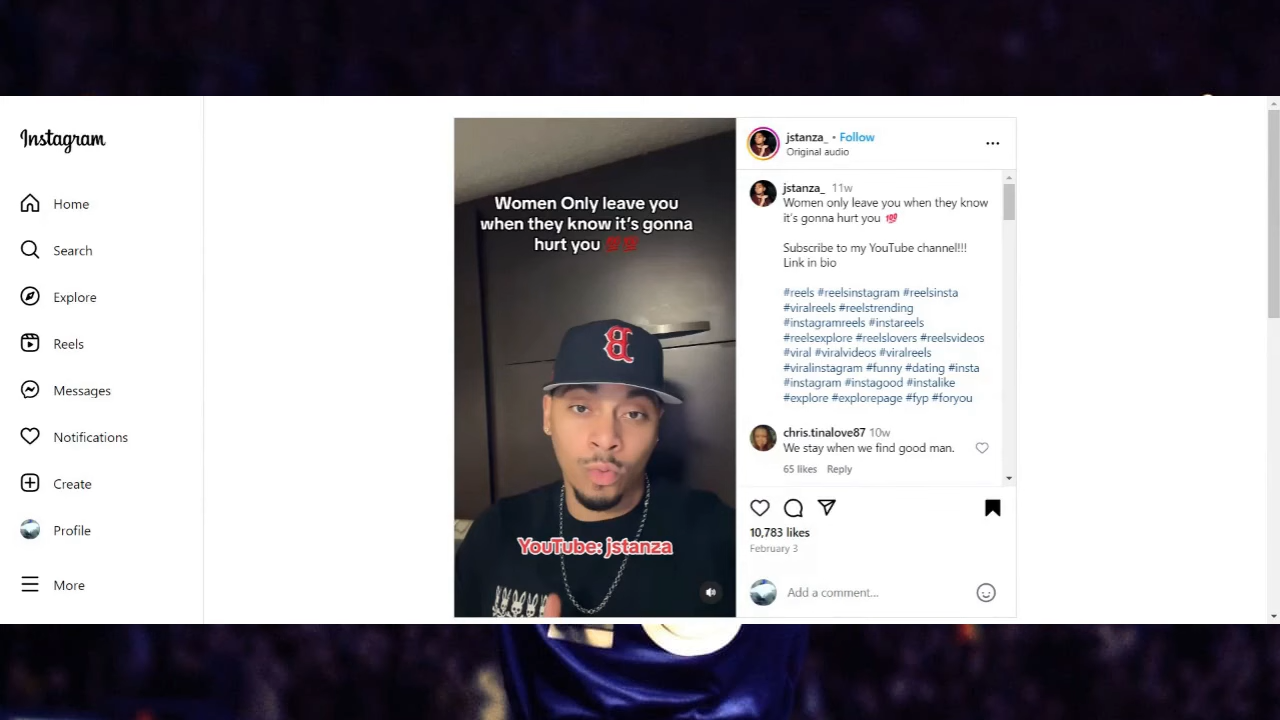 Instagram
Home
Search
Explore
Reels
Messages
Notifications
Create
Profile
More
Women Only leave you
when they know it's gonna
hurt you 💯💯
B
YouTube: jstanza
jstanza_ • Follow
Original audio
jstanza_ 11w
Women only leave you when they know
it's gonna hurt you 💯
Subscribe to my YouTube channel!!!
Link in bio
#reels #reelsinstagram #reelsinsta
#viralreels #reelstrending
#instagramreels #instareels
#reelsexplore #reelslovers #reelsvideos
#viral #viralvideos #viralreels
#viralinstagram #funny #dating #insta
#instagram #instagood #instalike
#explore #explorepage #fyp #foryou
chris.tinalove87 10w
We stay when we find good man.
65 likes Reply
10,783 likes
February 3
Add a comment...